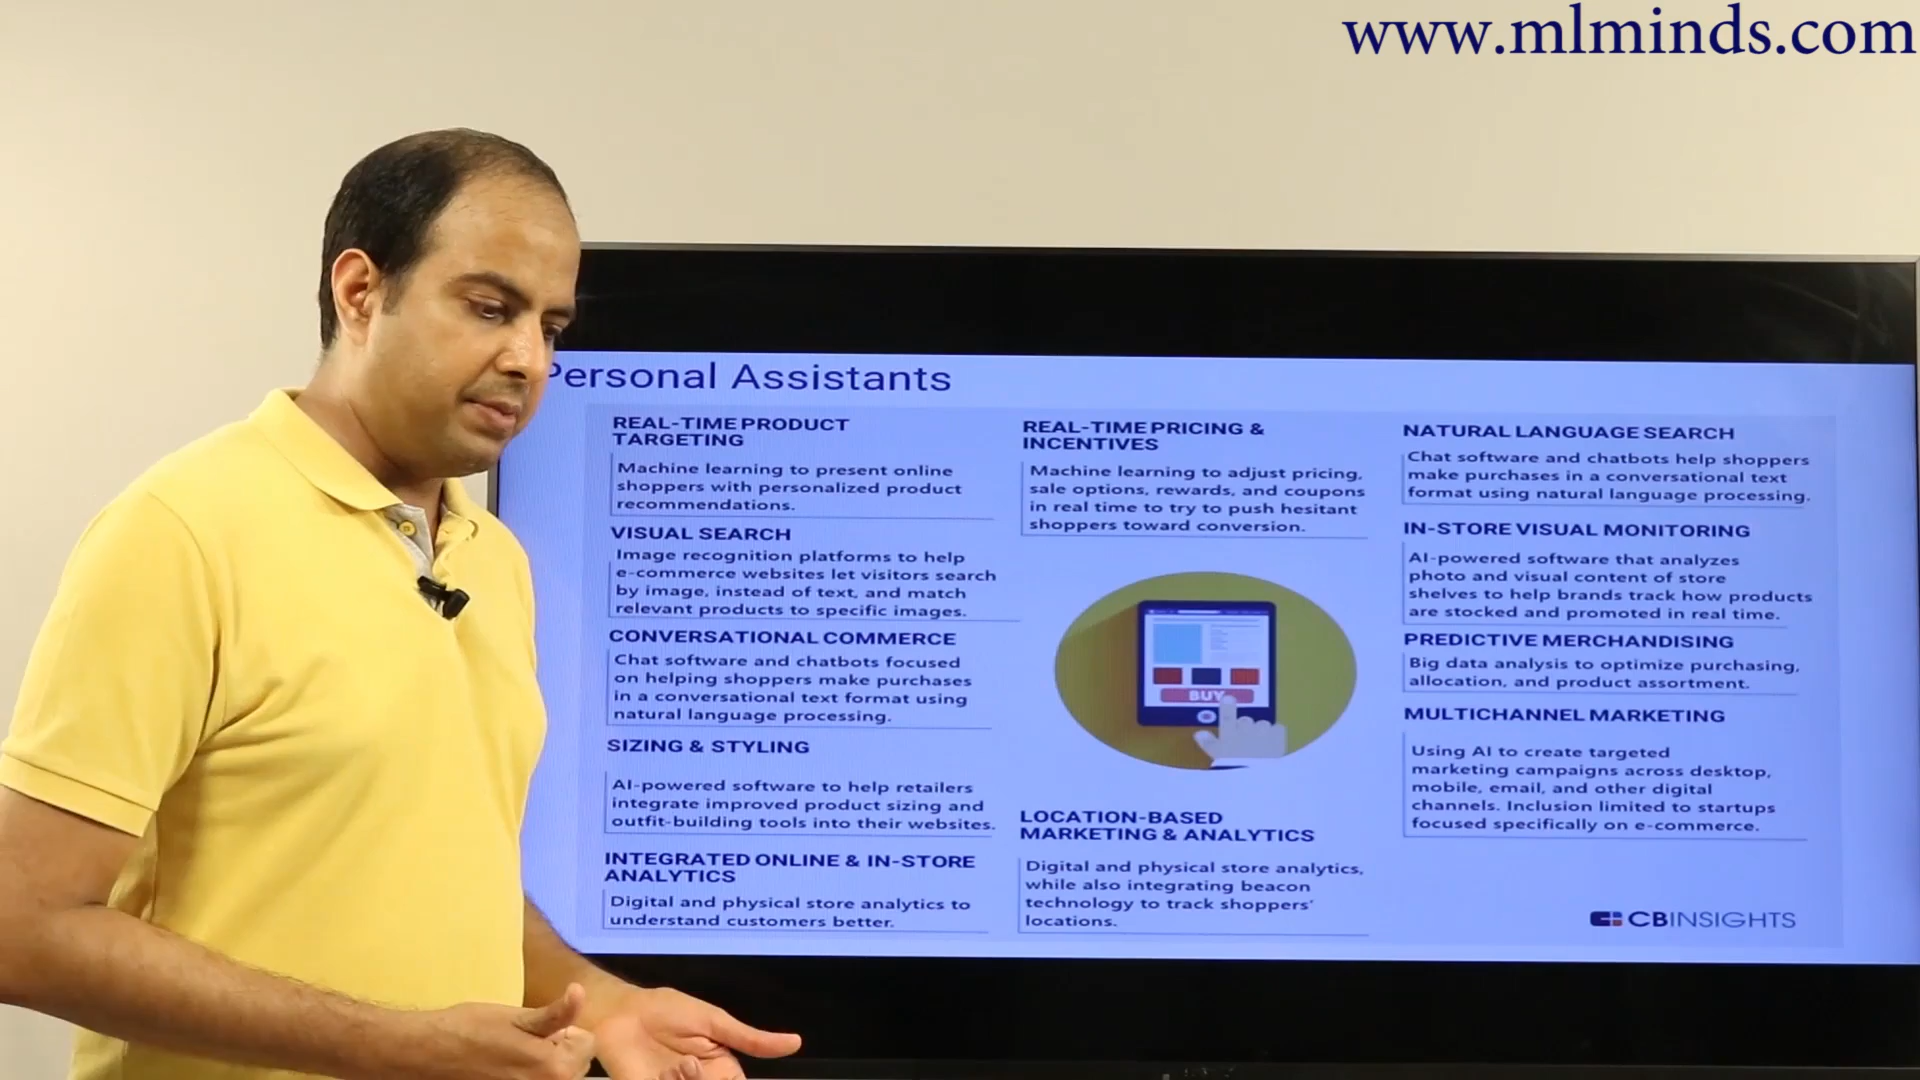 www.mlminds.com
Personal Assistants
REAL-TIME PRODUCT
TARGETING
Machine learning to present online
shoppers with personalized product
recommendations.
VISUAL SEARCH
Image recognition platforms to help
e-commerce websites let visitors search
by image, instead of text, and match
relevant products to specific images.
CONVERSATIONAL COMMERCE
Chat software and chatbots focused
on helping shoppers make purchases
in a conversational text format using
natural language processing.
SIZING & STYLING
AI-powered software to help retailers
integrate improved product sizing and
outfit-building tools into their websites.
INTEGRATED ONLINE & IN-STORE
ANALYTICS
Digital and physical store analytics to
understand customers better.
REAL-TIME PRICING &
INCENTIVES
Machine learning to adjust pricing,
sale options, rewards, and coupons
in real time to try to push hesitant
shoppers toward conversion.
BUY
LOCATION-BASED
MARKETING & ANALYTICS
Digital and physical store analytics,
while also integrating beacon
technology to track shoppers'
locations.
NATURAL LANGUAGE SEARCH
Chat software and chatbots help shoppers
make purchases in a conversational text
format using natural language processing.
IN-STORE VISUAL MONITORING
AI-powered software that analyzes
photo and visual content of store
shelves to help brands track how products
are stocked and promoted in real time.
PREDICTIVE MERCHANDISING
Big data analysis to optimize purchasing,
allocation, and product assortment.
MULTICHANNEL MARKETING
Using AI to create targeted
marketing campaigns across desktop,
mobile, email, and other digital
channels. Inclusion limited to startups
focused specifically on e-commerce.
CBINSIGHTS